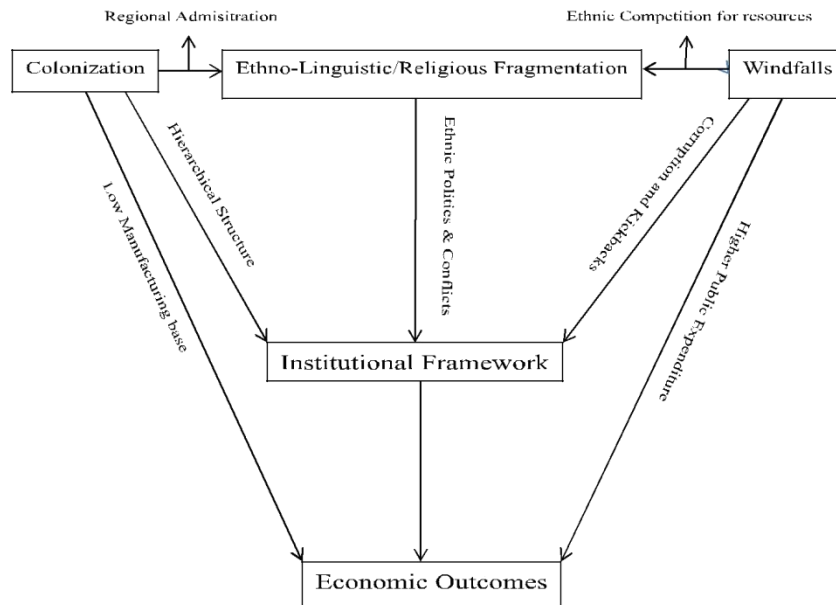 Regional Admisitration
Ethnic Competition for resources
Colonization
Ethno-Linguistic/Religious Fragmentation
Windfalls
Hierarchical Structure
Low Manufacturing base
Ethnic Politics &
Conflicts
Corruption and
Kickbacks
Higher Public Expenditure
Institutional Framework
Economic Outcomes